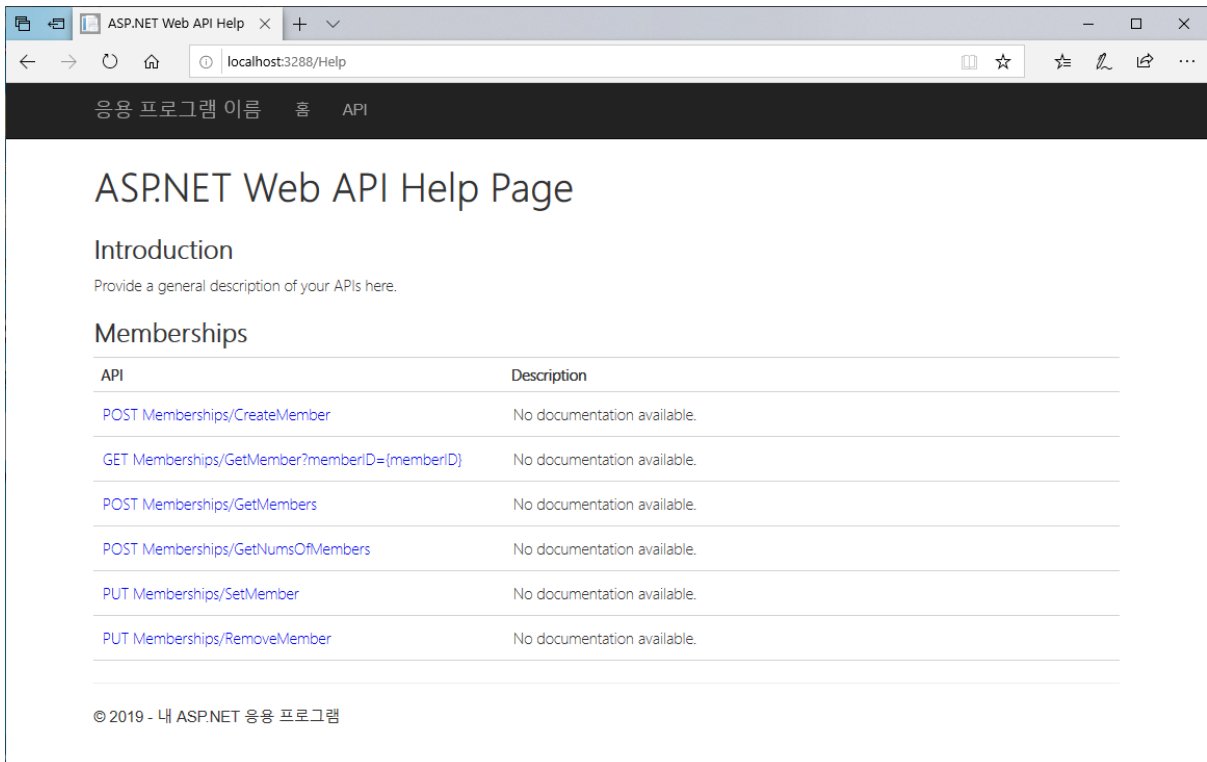 ASP.NET Web API Help
localhost:3288/Help
응용 프로그램 이름 홈 API
ASP.NET Web API Help Page
Introduction
Provide a general description of your APIs here.
Memberships
API Description
POST Memberships/CreateMember No documentation available.
GET Memberships/GetMember?memberID={memberID} No documentation available.
POST Memberships/GetMembers No documentation available.
POST Memberships/GetNumsOfMembers No documentation available.
PUT Memberships/SetMember No documentation available.
PUT Memberships/RemoveMember No documentation available.
© 2019 - 내 ASP.NET 응용 프로그램